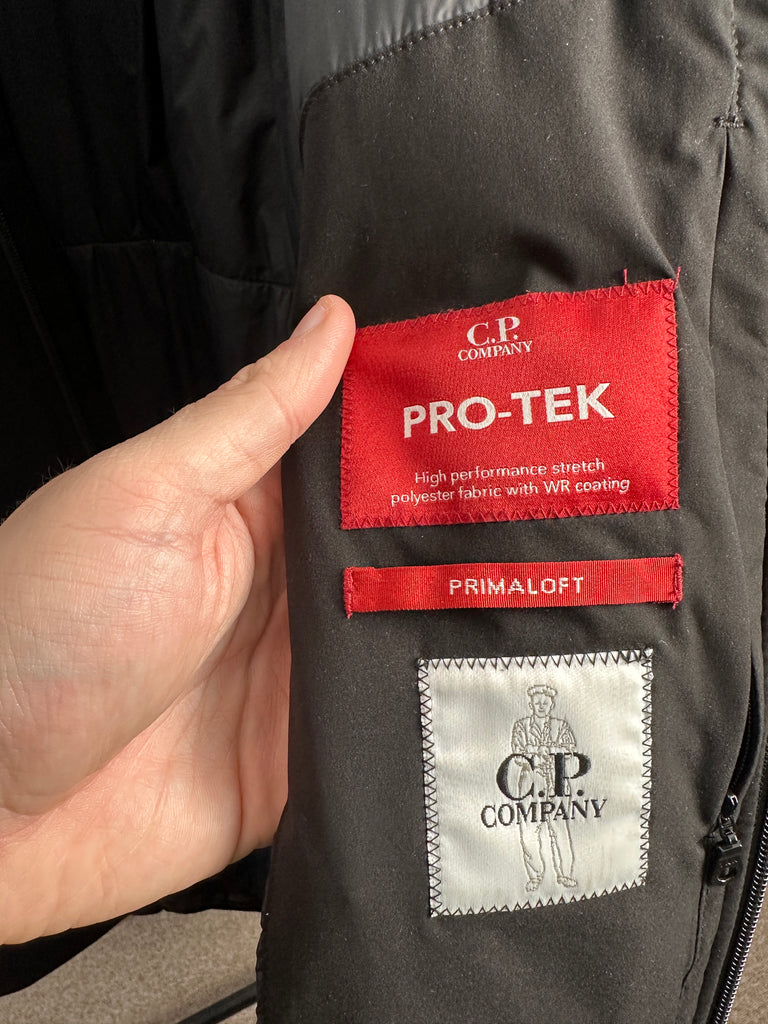 C.P.
COMPANY
PRO-TEK
High performance stretch
polyester fabric with WR coating
PRIMALOFT
C.P.
COMPANY